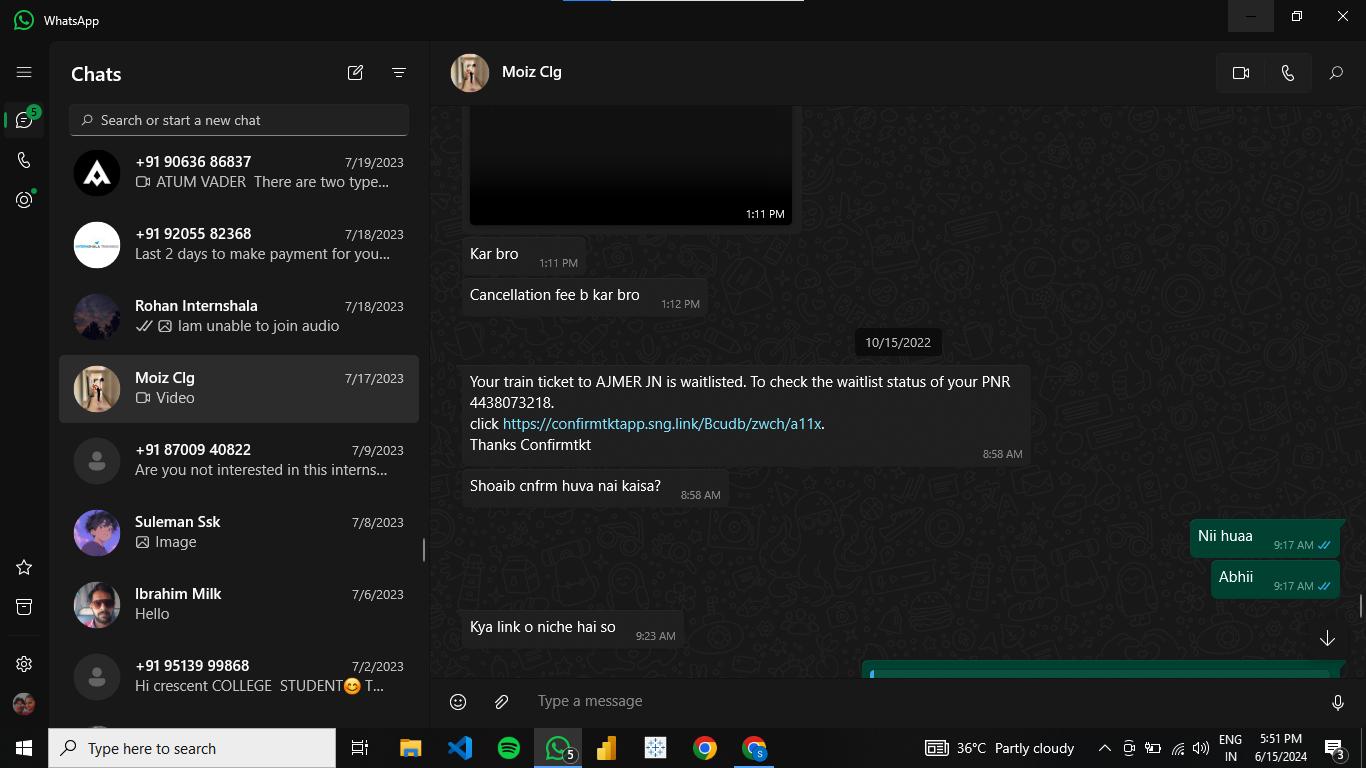 WhatsApp
Chats
Search or start a new chat
5
+91 90636 86837 7/19/2023
ATUM VADER There are two type...
+91 92055 82368 7/18/2023
Last 2 days to make payment for you...
Rohan Internshala 7/18/2023
Iam unable to join audio
Moiz Clg 7/17/2023
Video
+91 87009 40822 7/9/2023
Are you not interested in this interns...
Suleman Ssk 7/8/2023
Image
Ibrahim Milk 7/6/2023
Hello
+91 95139 99868 7/2/2023
Hi crescent COLLEGE STUDENT😊 T...
Moiz Clg
1:11 PM
Kar bro 1:11 PM
Cancellation fee b kar bro 1:12 PM
10/15/2022
Your train ticket to AJMER JN is waitlisted. To check the waitlist status of your PNR
4438073218.
click https://confirmtktapp.sng.link/Bcudb/zwch/a11x.
Thanks Confirmtkt
8:58 AM
Shoaib cnfrm huva nai kaisa? 8:58 AM
Nii huaa 9:17 AM
Abhii 9:17 AM
Kya link o niche hai so 9:23 AM
Type a message
Type here to search
5
S
36°C Partly cloudy
ENG
IN
5:51 PM
6/15/2024
3